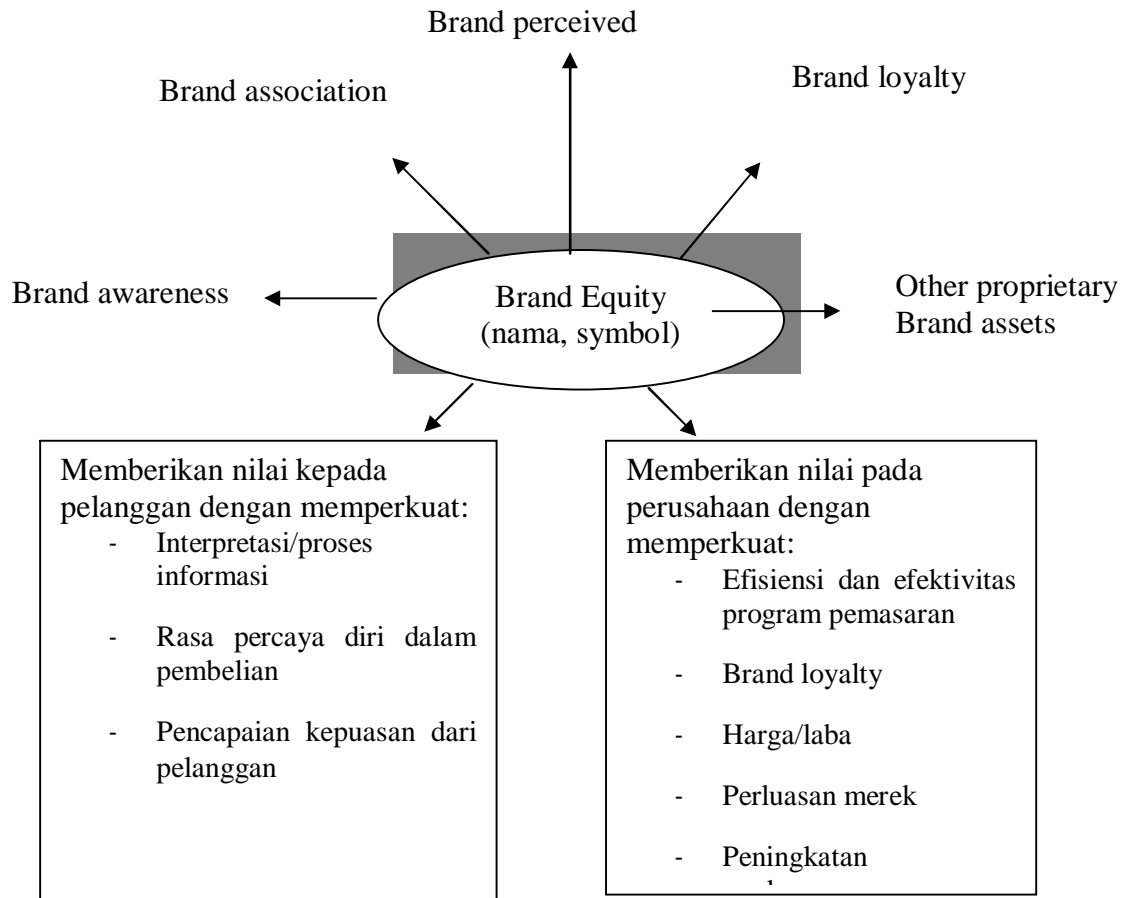 Brand perceived
Brand association
Brand loyalty
Brand awareness
Brand Equity
(nama, symbol)
Other proprietary
Brand assets
Memberikan nilai kepada
pelanggan dengan memperkuat:
- Interpretasi/proses
informasi
- Rasa percaya diri dalam
pembelian
- Pencapaian kepuasan dari
pelanggan
Memberikan nilai pada
perusahaan dengan
memperkuat:
- Efisiensi dan efektivitas
program pemasaran
- Brand loyalty
- Harga/laba
- Perluasan merek
- Peningkatan